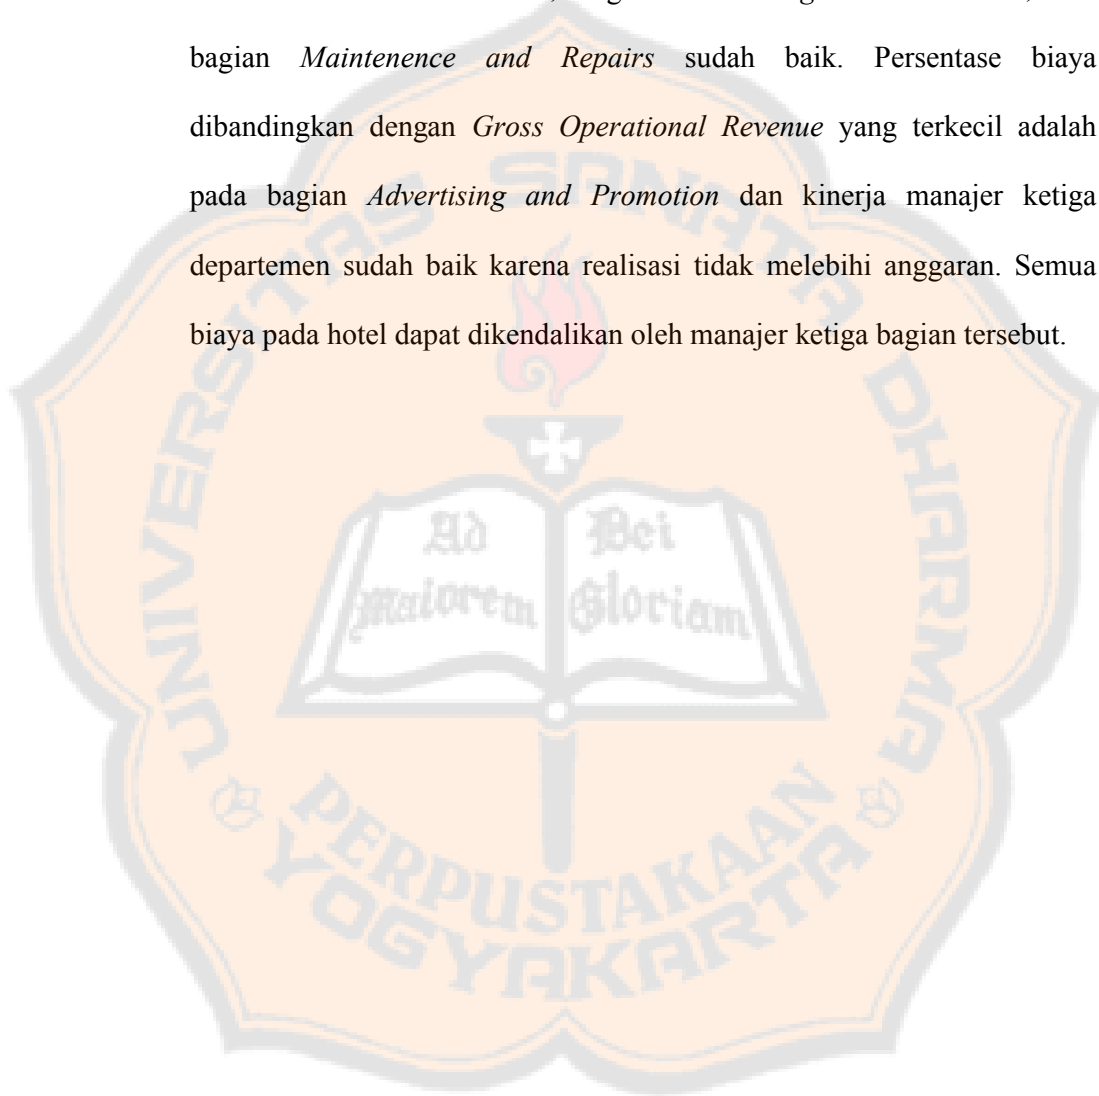 bagian Maintenence and Repairs sudah baik. Persentase biaya
dibandingkan dengan Gross Operational Revenue yang terkecil adalah
pada bagian Advertising and Promotion dan kinerja manajer ketiga
departemen sudah baik karena realisasi tidak melebihi anggaran. Semua
biaya pada hotel dapat dikendalikan oleh manajer ketiga bagian tersebut.
UNIVERSITAS SANATA DHARMA
Ad Dei
maiorem Gloriam
PERPUSTAKAAN
YOGYAKARTA